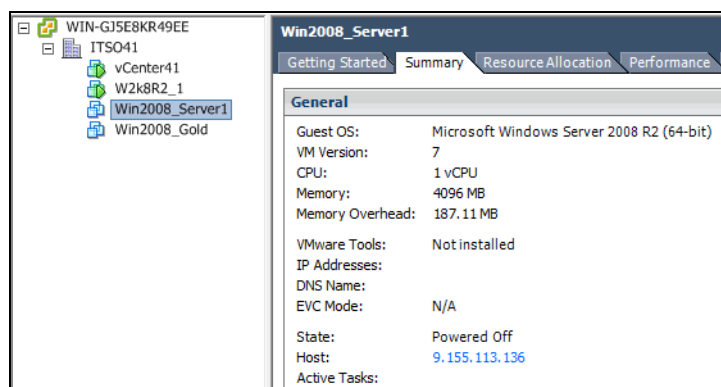 WIN-GJ5E8KR49EE
ITSO41
vCenter41
W2k8R2_1
Win2008_Server1
Win2008_Gold
Win2008_Server1
Getting Started Summary Resource Allocation Performance
General
Guest OS: Microsoft Windows Server 2008 R2 (64-bit)
VM Version: 7
CPU: 1 vCPU
Memory: 4096 MB
Memory Overhead: 187.11 MB
VMware Tools: Not installed
IP Addresses:
DNS Name:
EVC Mode: N/A
State: Powered Off
Host: 9.155.113.136
Active Tasks: